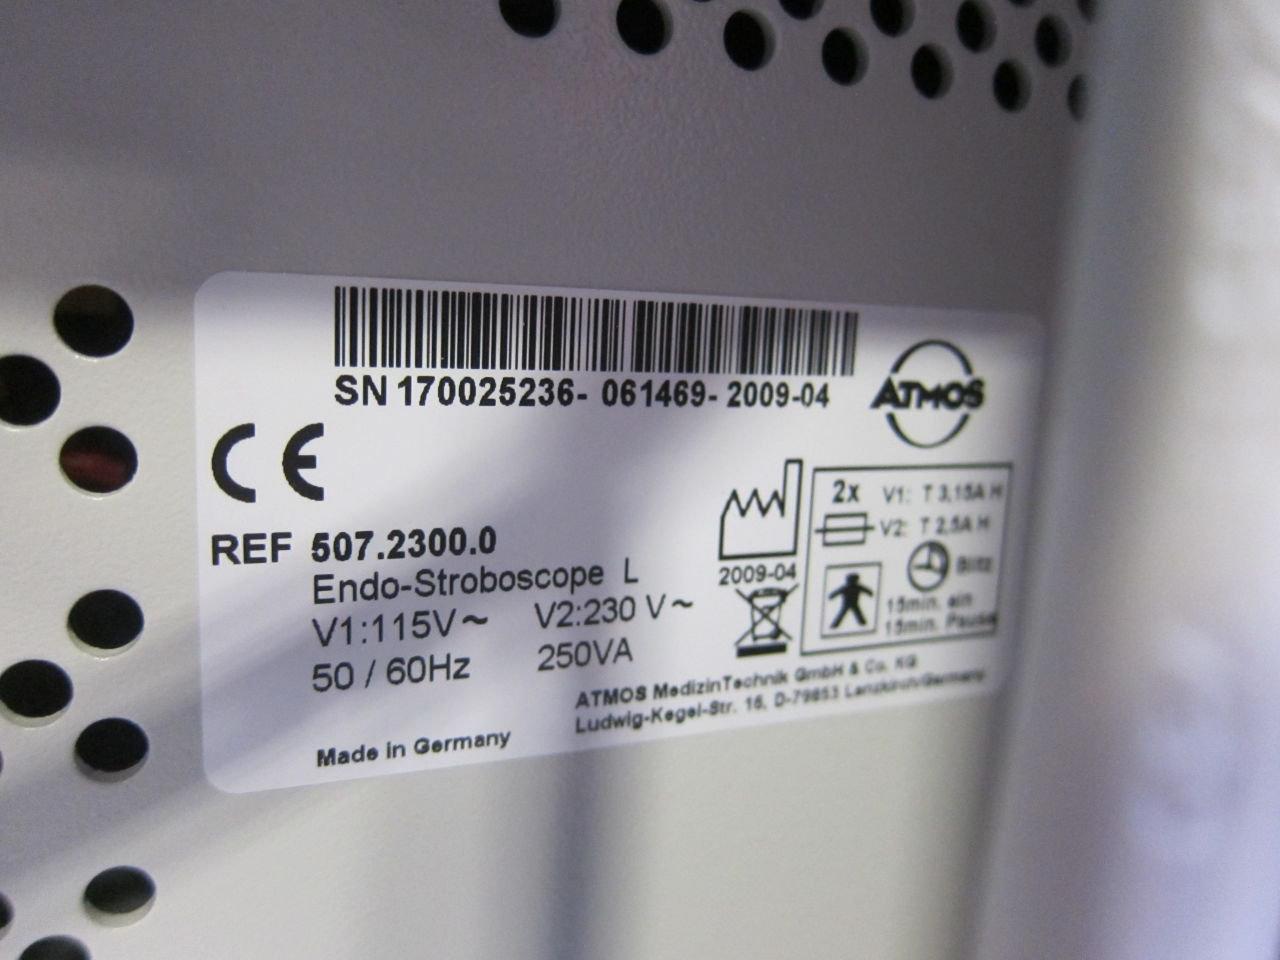 SN 170025236- 061469- 2009-04
ATMOS
CE
REF 507.2300.0
Endo-Stroboscope L
V1:115V~ V2:230 V~
50 / 60Hz 250VA
2009-04
2x V1: T 3,15A H
V2: T 2,5A H
Blitz
15min. ein
15min. Pause
ATMOS MedizinTechnik GmbH & Co. KG
Ludwig-Kegel-Str. 16, D-79853 Lenzkirch/Germany
Made in Germany